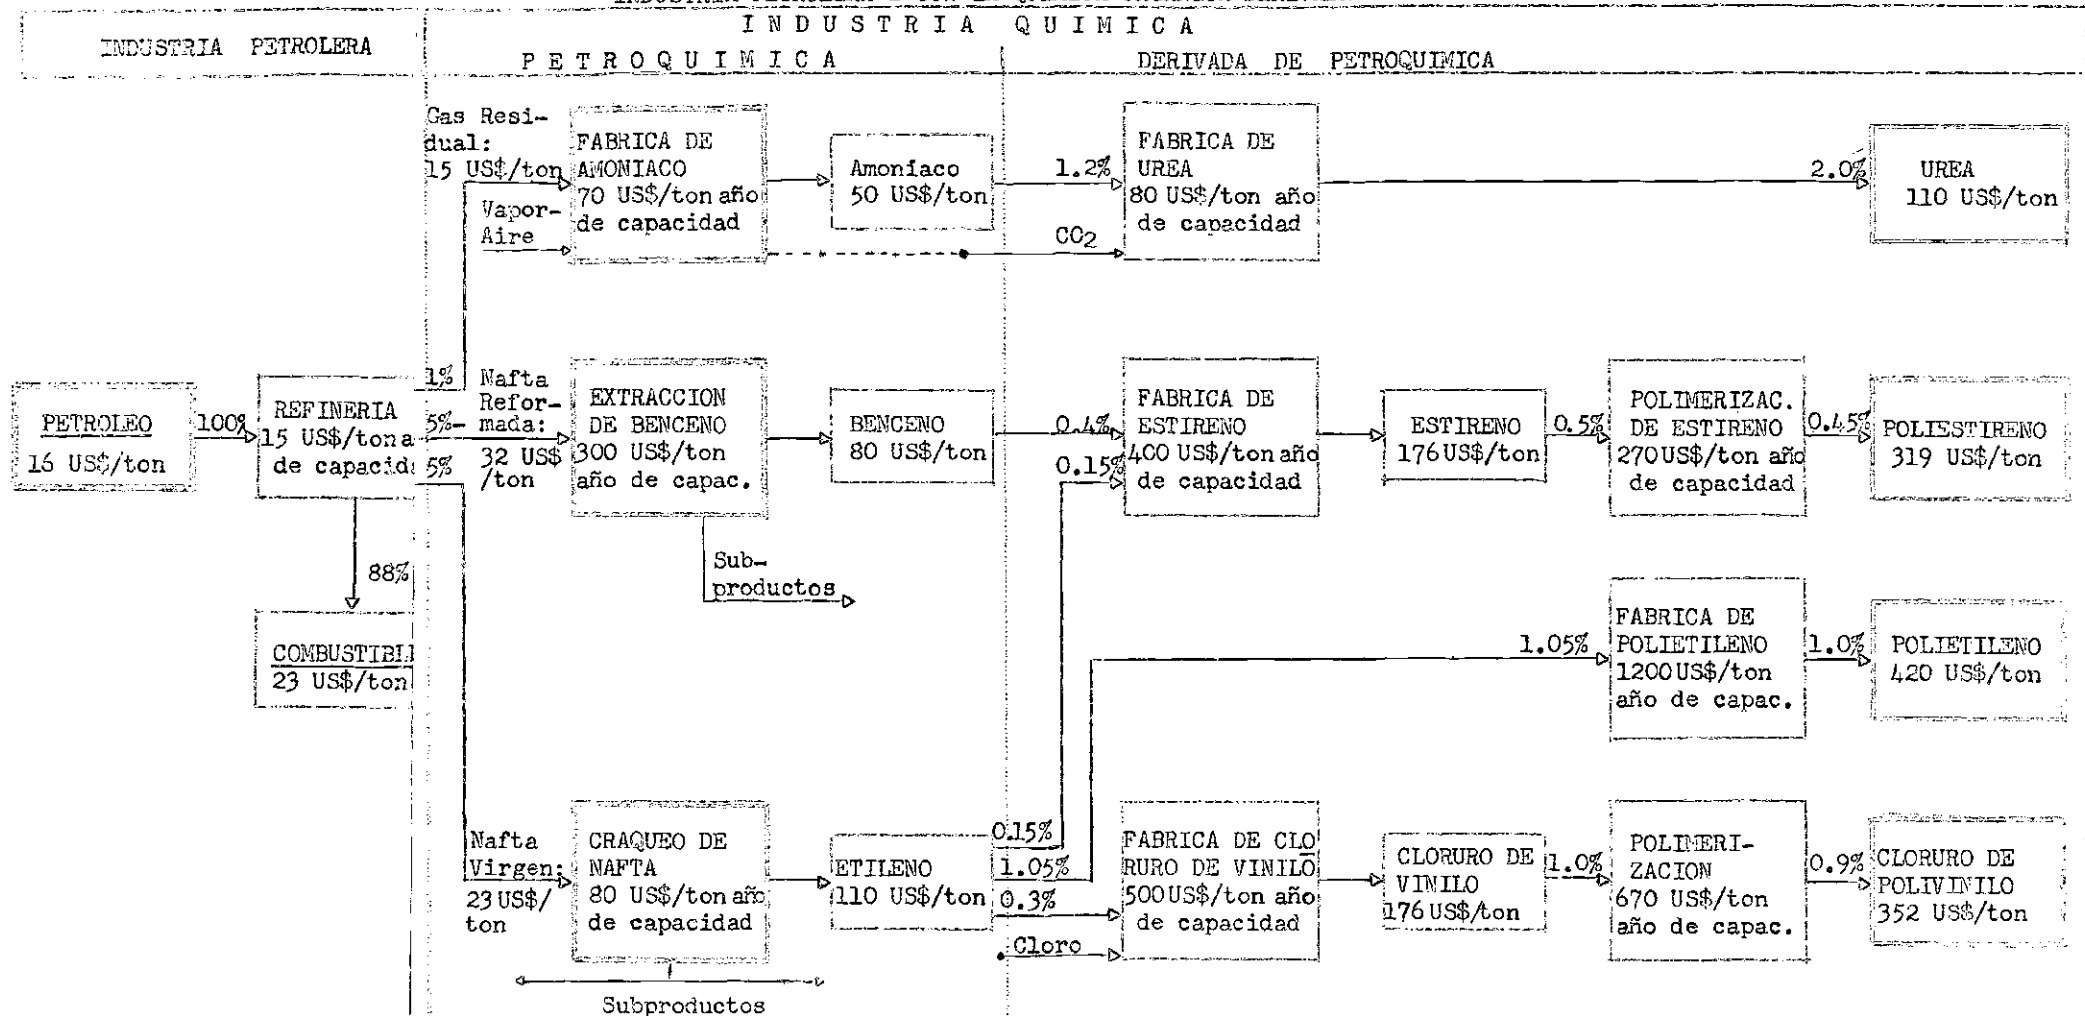 INDUSTRIA PETROLERA
INDUSTRIA QUIMICA
PETROQUIMICA
DERIVADA DE PETROQUIMICA
Gas Resi-
dual:
15 US$/ton
Vapor-
Aire
FABRICA DE
AMONIACO
70 US$/ton año
de capacidad
Amoníaco
50 US$/ton
1.2%
CO2
FABRICA DE
UREA
80 US$/ton año
de capacidad
2.0%
UREA
110 US$/ton
PETROLEO
16 US$/ton
100%
REFINERIA
15 US$/ton a
de capacid
1%
5%
5%
88%
COMBUSTIBL
23 US$/ton
Nafta
Refor-
mada:
32 US$
/ton
EXTRACCION
DE BENCENO
300 US$/ton
año de capac.
Sub-
productos
BENCENO
80 US$/ton
0.4%
0.15%
FABRICA DE
ESTIRENO
400 US$/ton año
de capacidad
ESTIRENO
176 US$/ton
0.5%
POLIMERIZAC.
DE ESTIRENO
270 US$/ton año
de capacidad
0.45%
POLIESTIRENO
319 US$/ton
1.05%
FABRICA DE
POLIETILENO
1200 US$/ton
año de capac.
1.0%
POLIETILENO
420 US$/ton
Nafta
Virgen:
23 US$/
ton
CRAQUEO DE
NAFTA
80 US$/ton año
de capacidad
Subproductos
ETILENO
110 US$/ton
0.15%
1.05%
0.3%
Cloro
FABRICA DE CLO
RURO DE VINILO
500 US$/ton año
de capacidad
CLORURO DE
VINILO
176 US$/ton
1.0%
POLIMERI-
ZACION
670 US$/ton
año de capac.
0.9%
CLORURO DE
POLIVINILO
352 US$/ton